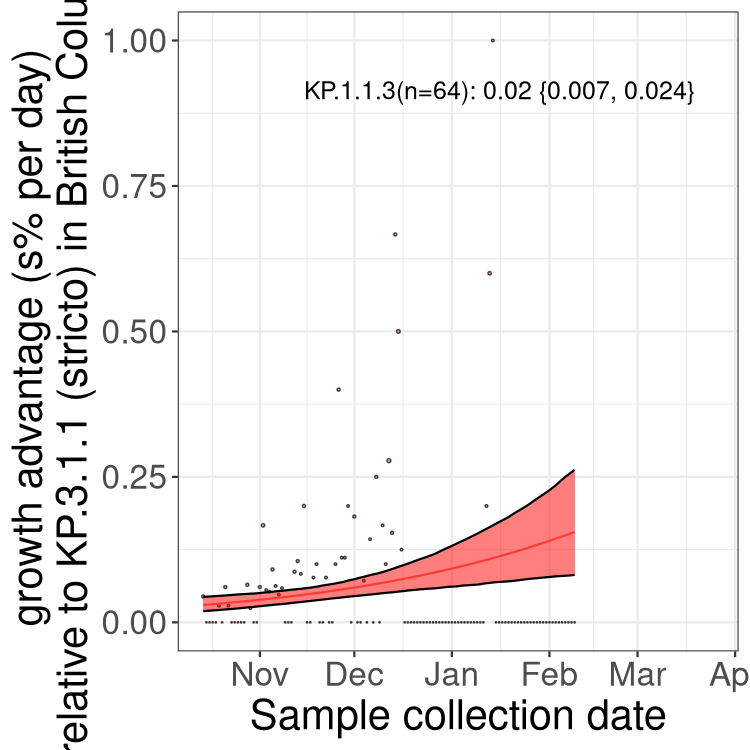 growth advantage (s% per day)
relative to KP.3.1.1 (stricto) in British Colu
1.00
0.75
0.50
0.25
0.00
KP.1.1.3(n=64): 0.02 {0.007, 0.024}
Nov Dec Jan Feb Mar Ap
Sample collection date